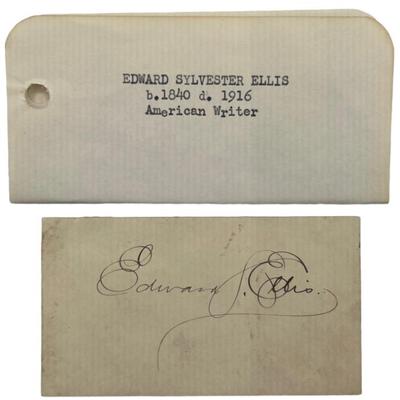 EDWARD SYLVESTER ELLIS
b.1840 d. 1916
American Writer
Edward S. Ellis.